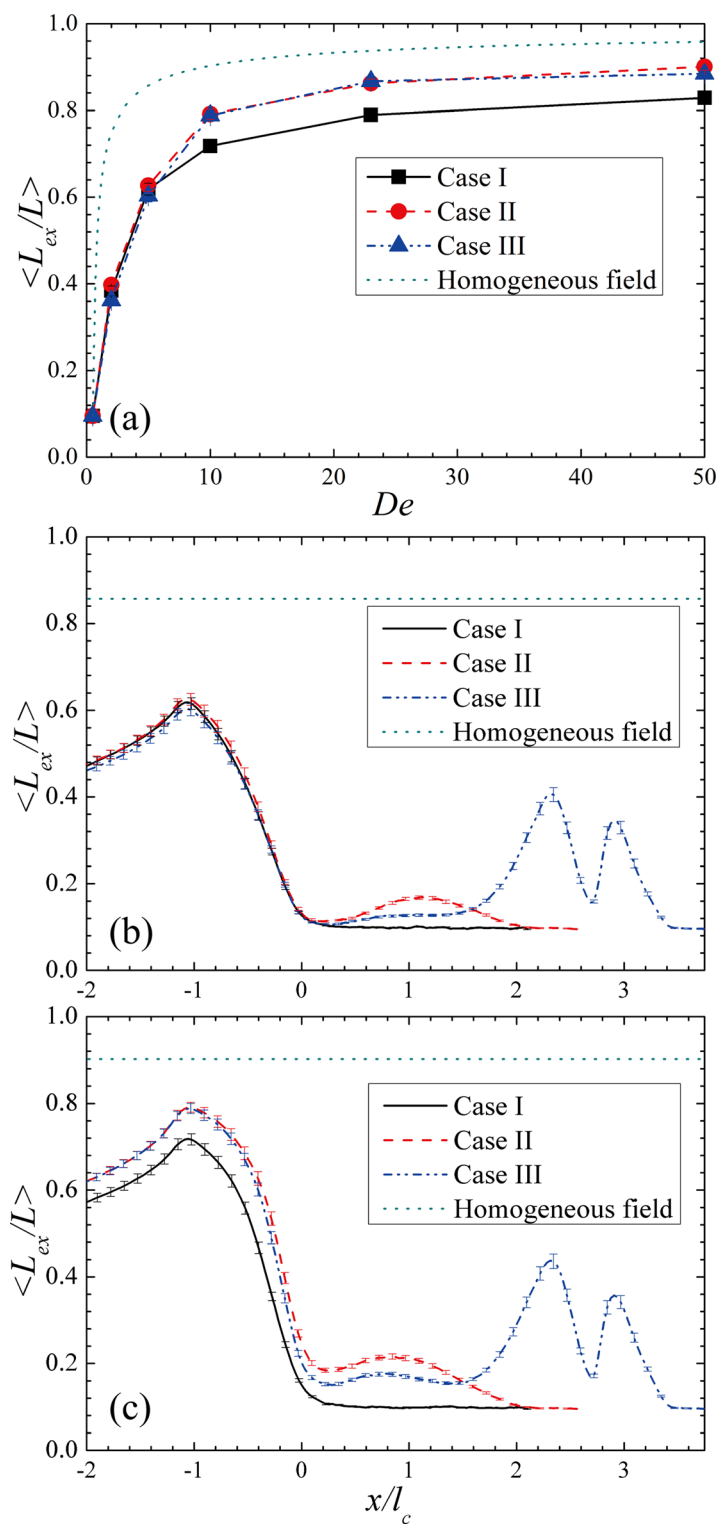 1.0
0.8
0.6
0.4
0.2
0.0
<L_ex/L>
Case I
Case II
Case III
Homogeneous field
(a)
0 10 20 30 40 50
De
1.0
0.8
0.6
0.4
0.2
0.0
<L_ex/L>
Case I
Case II
Case III
Homogeneous field
(b)
-2 -1 0 1 2 3
1.0
0.8
0.6
0.4
0.2
0.0
<L_ex/L>
Case I
Case II
Case III
Homogeneous field
(c)
-2 -1 0 1 2 3
x/l_c